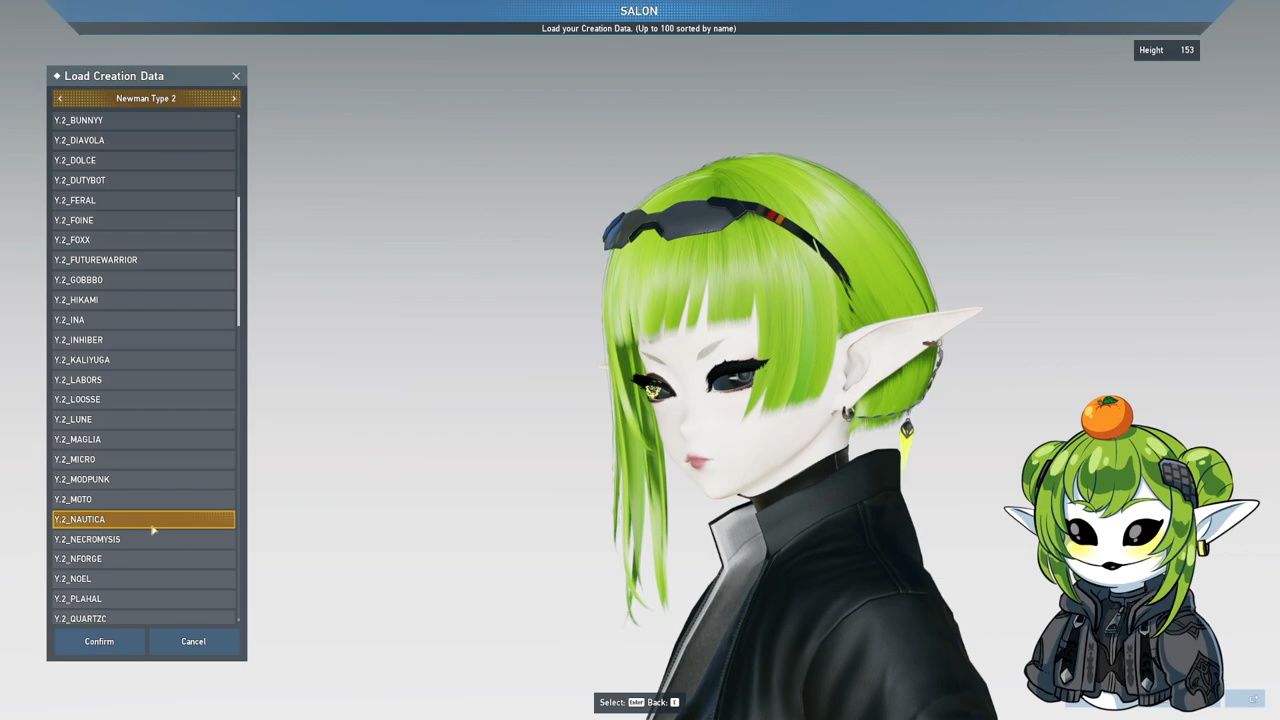 SALON
Load your Creation Data. (Up to 100 sorted by name)
Height 153
Load Creation Data
Newman Type 2
Y.2_BUNNYY
Y.2_DIAVOLA
Y.2_DOLCE
Y.2_DUTYBOT
Y.2_FERAL
Y.2_FOINE
Y.2_FOXX
Y.2_FUTUREWARRIOR
Y.2_GOBBBO
Y.2_HIKAMI
Y.2_INA
Y.2_INHIBER
Y.2_KALIYUGA
Y.2_LABORS
Y.2_LOOSSE
Y.2_LUNE
Y.2_MAGLIA
Y.2_MICRO
Y.2_MODPUNK
Y.2_MOTO
Y.2_NAUTICA
Y.2_NECROMYSIS
Y.2_NFORGE
Y.2_NOEL
Y.2_PLAHAL
Y.2_QUARTZC
Confirm Cancel
Select: Enter Back: E